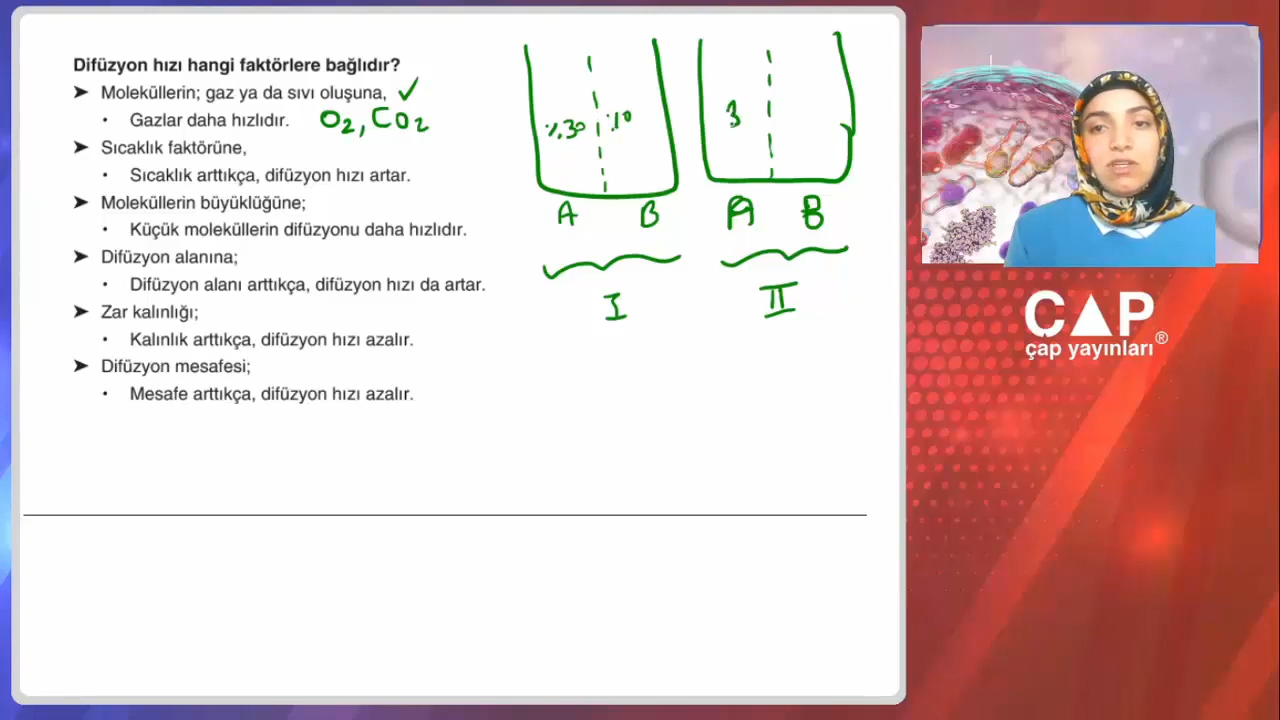 Difüzyon hızı hangi faktörlere bağlıdır?
➤ Moleküllerin; gaz ya da sıvı oluşuna, ✓
• Gazlar daha hızlıdır. O₂, CO₂
➤ Sıcaklık faktörüne,
• Sıcaklık arttıkça, difüzyon hızı artar.
➤ Moleküllerin büyüklüğüne;
• Küçük moleküllerin difüzyonu daha hızlıdır.
➤ Difüzyon alanına;
• Difüzyon alanı arttıkça, difüzyon hızı da artar.
➤ Zar kalınlığı;
• Kalınlık arttıkça, difüzyon hızı azalır.
➤ Difüzyon mesafesi;
• Mesafe arttıkça, difüzyon hızı azalır.
%30 %10
A B
I
3
A B
II
ÇAP
çap yayınları®